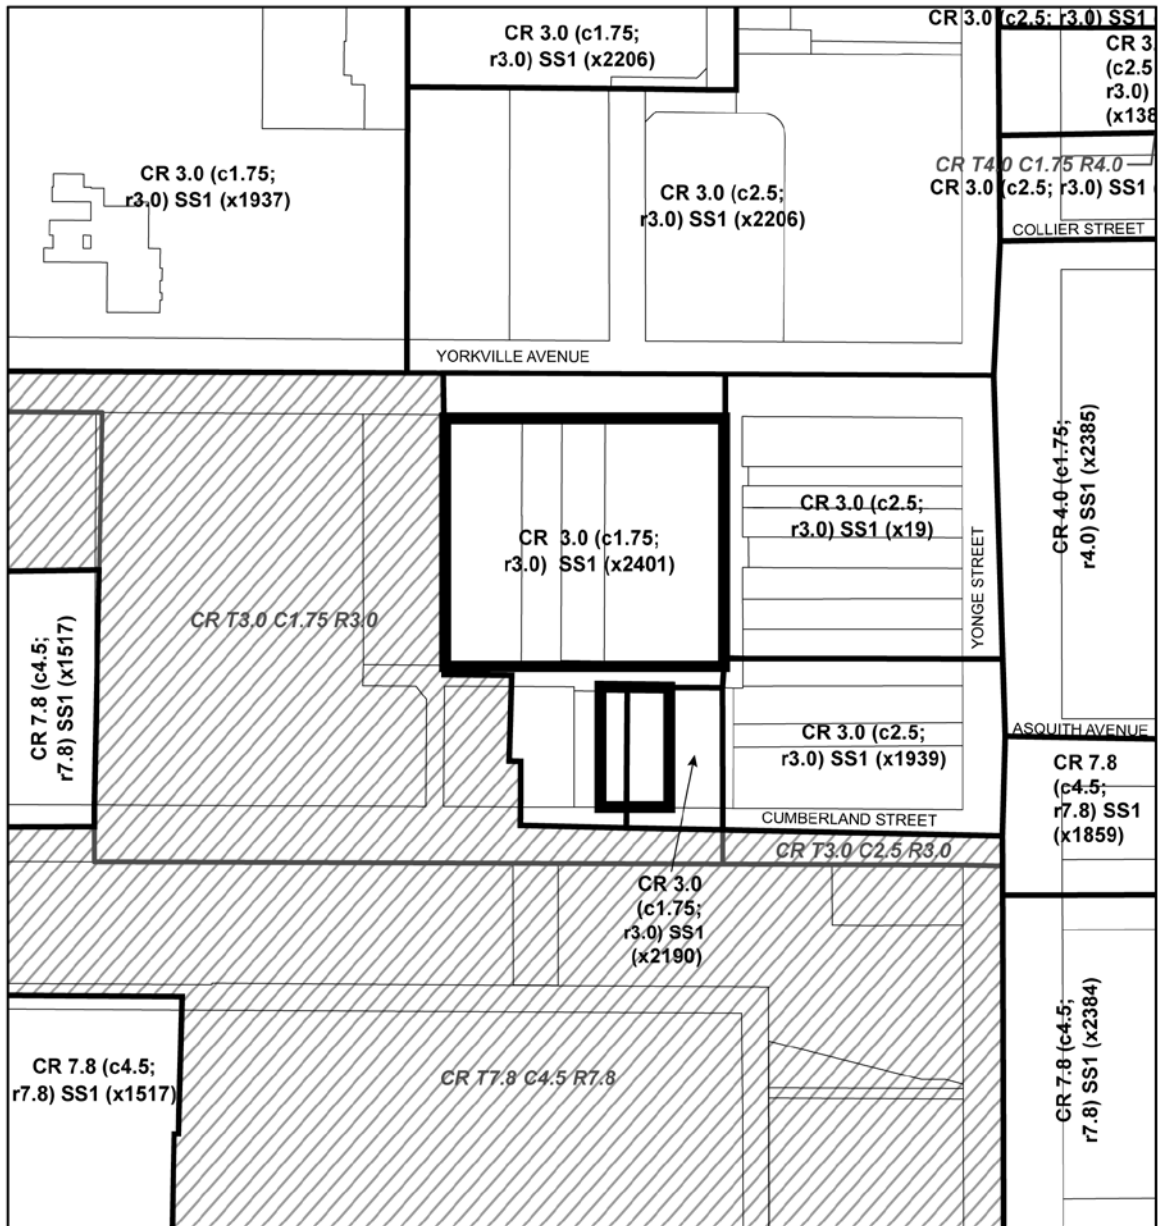 CR 3.0 (c1.75;
r3.0) SS1 (x2206)
CR 3.0 (c2.5; r3.0) SS1
CR 3.
(c2.5
r3.0)
(x138
CR 3.0 (c1.75;
r3.0) SS1 (x1937)
CR 3.0 (c2.5;
r3.0) SS1 (x2206)
CR T4.0 C1.75 R4.0
CR 3.0 (c2.5; r3.0) SS1 (
COLLIER STREET
YORKVILLE AVENUE
CR 4.0 (c1.75;
r4.0) SS1 (x2385)
CR 3.0 (c1.75;
r3.0) SS1 (x2401)
CR 3.0 (c2.5;
r3.0) SS1 (x19)
YONGE STREET
CR T3.0 C1.75 R3.0
CR 7.8 (c4.5;
r7.8) SS1 (x1517)
CR 3.0 (c2.5;
r3.0) SS1 (x1939)
ASQUITH AVENUE
CR 7.8
(c4.5;
r7.8) SS1
(x1859)
CUMBERLAND STREET
CR T3.0 C2.5 R3.0
CR 3.0
(c1.75;
r3.0) SS1
(x2190)
CR 7.8 (c4.5;
r7.8) SS1 (x2384)
CR 7.8 (c4.5;
r7.8) SS1 (x1517)
CR T7.8 C4.5 R7.8